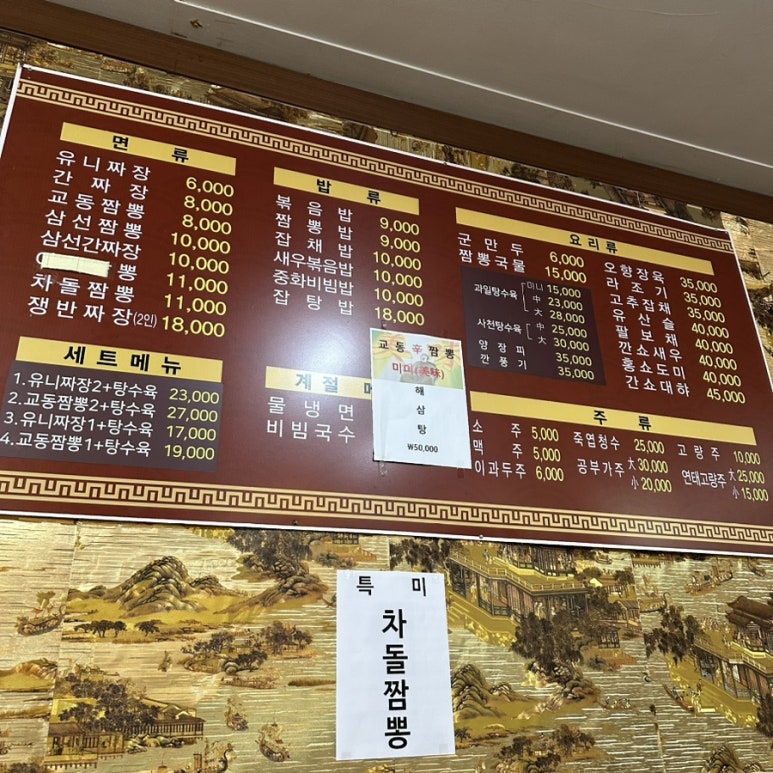 면 류
유니짜장 6,000
간 짜 장 8,000
교동짬뽕 8,000
삼선짬뽕 10,000
삼선간짜장 10,000
뽕 11,000
차돌짬뽕 11,000
쟁반짜장(2인) 18,000
세트메뉴
1.유니짜장2+탕수육 23,000
2.교동짬뽕2+탕수육 27,000
3.유니짜장1+탕수육 17,000
4.교동짬뽕1+탕수육 19,000
밥 류
볶 음 밥 9,000
짬 뽕 밥 9,000
잡 채 밥 10,000
새우볶음밥 10,000
중화비빔밥 10,000
잡 탕 밥 18,000
계절
물 냉 면
비빔국수
교동 辛 짬뽕
미미(美味)
해
삼
탕
₩50,000
요리류
군 만 두 6,000
짬뽕국물 15,000
과일탕수육 미니 15,000
中 23,000
大 28,000
사천탕수육 中 25,000
大 30,000
양 장 피 35,000
깐 풍 기 35,000
오향장육 35,000
라 조 기 35,000
고추잡채 35,000
유 산 슬 40,000
팔 보 채 40,000
깐쇼새우 40,000
홍쇼도미 40,000
간쇼대하 45,000
주 류
소 주 5,000
맥 주 5,000
이과두주 6,000
죽엽청수 25,000
공부가주 大 30,000
小 20,000
고 량 주 10,000
연태고량주 大 25,000
小 15,000
특 미
차
돌
짬
뽕